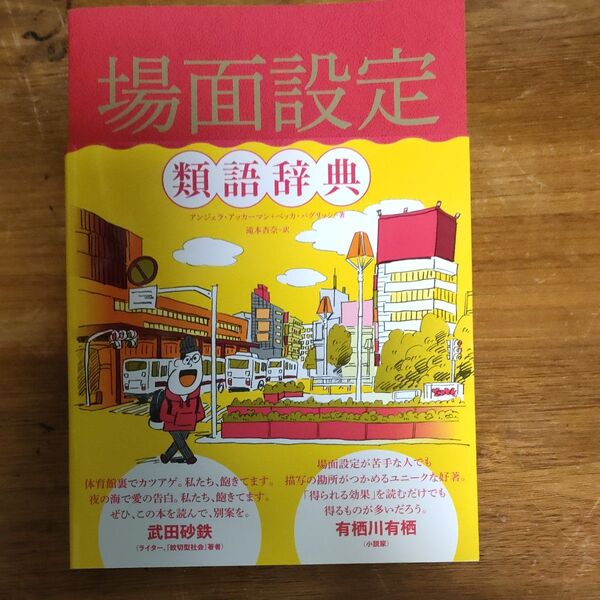 場面設定
類語辞典
アンジェラ・アッカーマン+ベッカ・パグリッシ/著
滝本杏奈・訳
体育館裏でカツアゲ。私たち、飽きてます。
夜の海で愛の告白。私たち、飽きてます。
ぜひ、この本を読んで、別案を。
武田砂鉄
(ライター、『紋切型社会』著者)
場面設定が苦手な人でも
描写の勘所がつかめるユニークな好著。
「得られる効果」を読むだけでも
得るものが多いだろう。
有栖川有栖
(小説家)